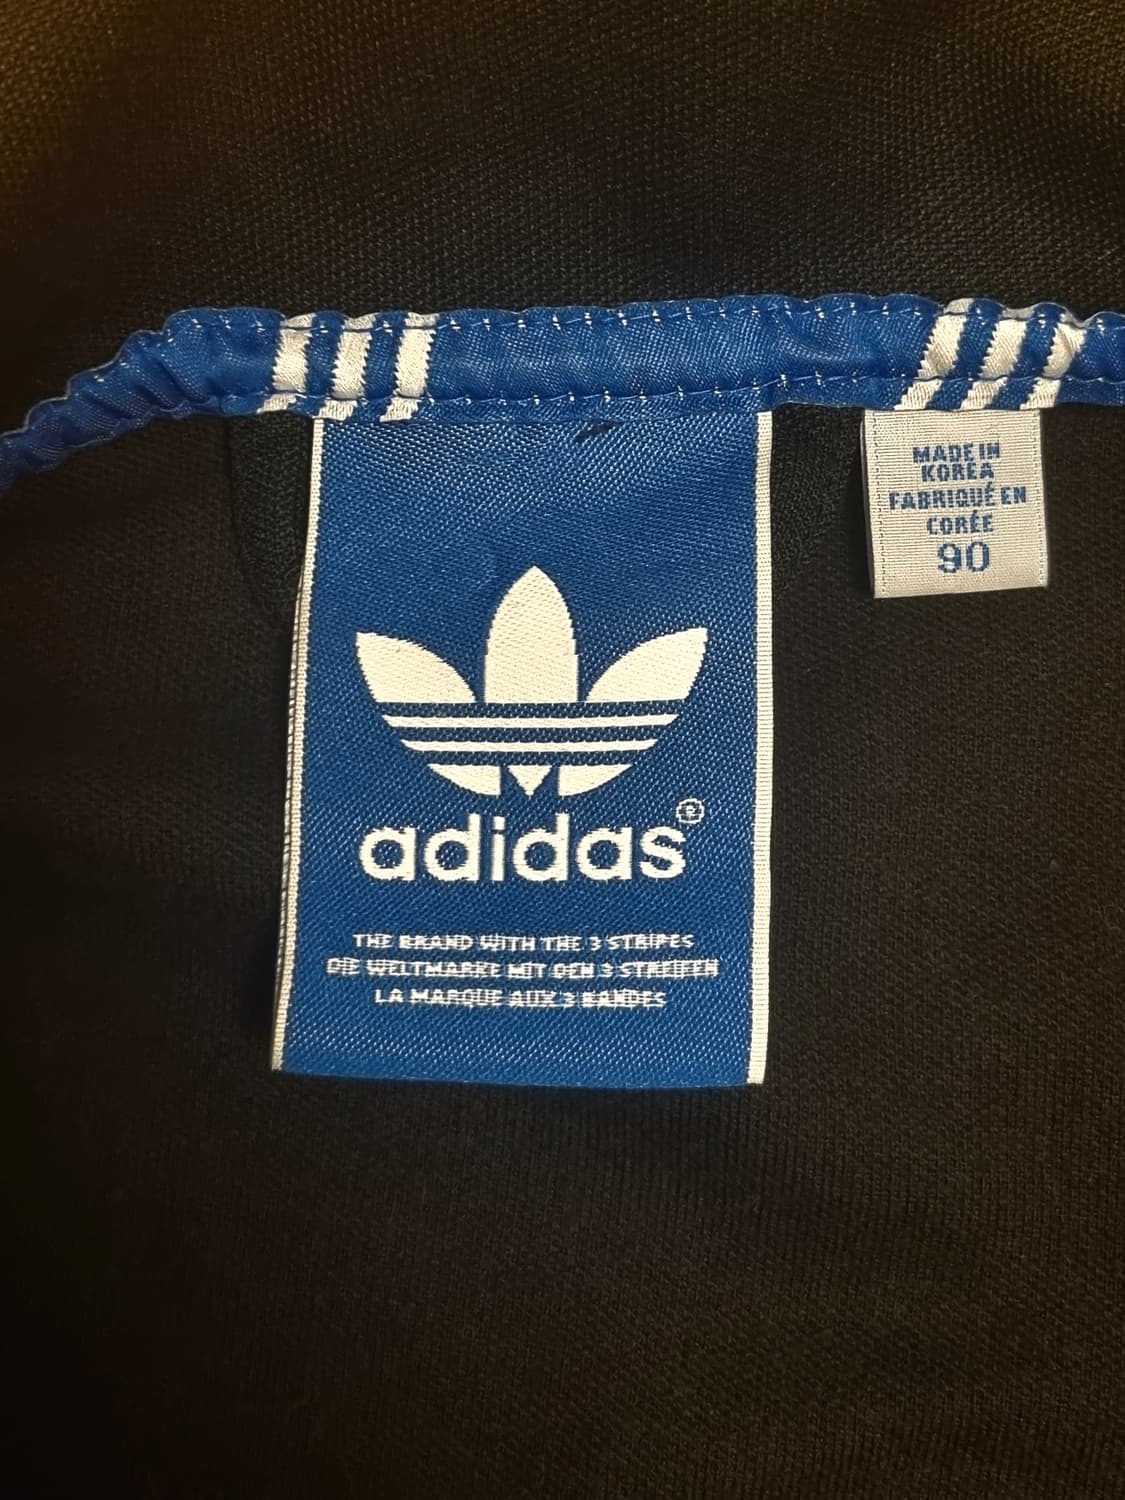 MADE IN
KOREA
FABRIQUÉ EN
CORÉE
90
adidas®
THE BRAND WITH THE 3 STRIPES
DIE WELTMARKE MIT DEN 3 STREIFEN
LA MARQUE AUX 3 BANDES